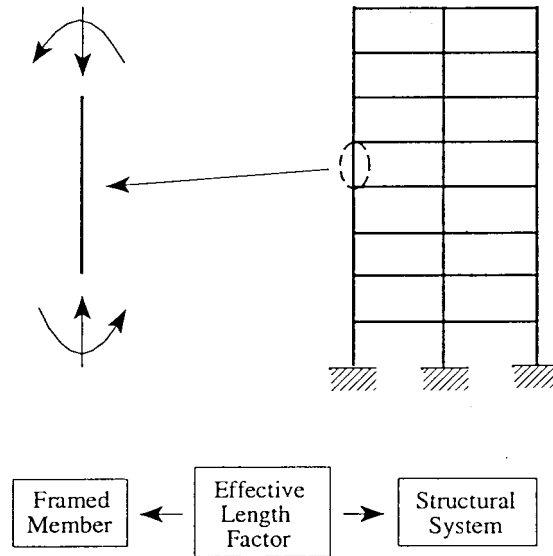 Framed
Member
Effective
Length
Factor
Structural
System